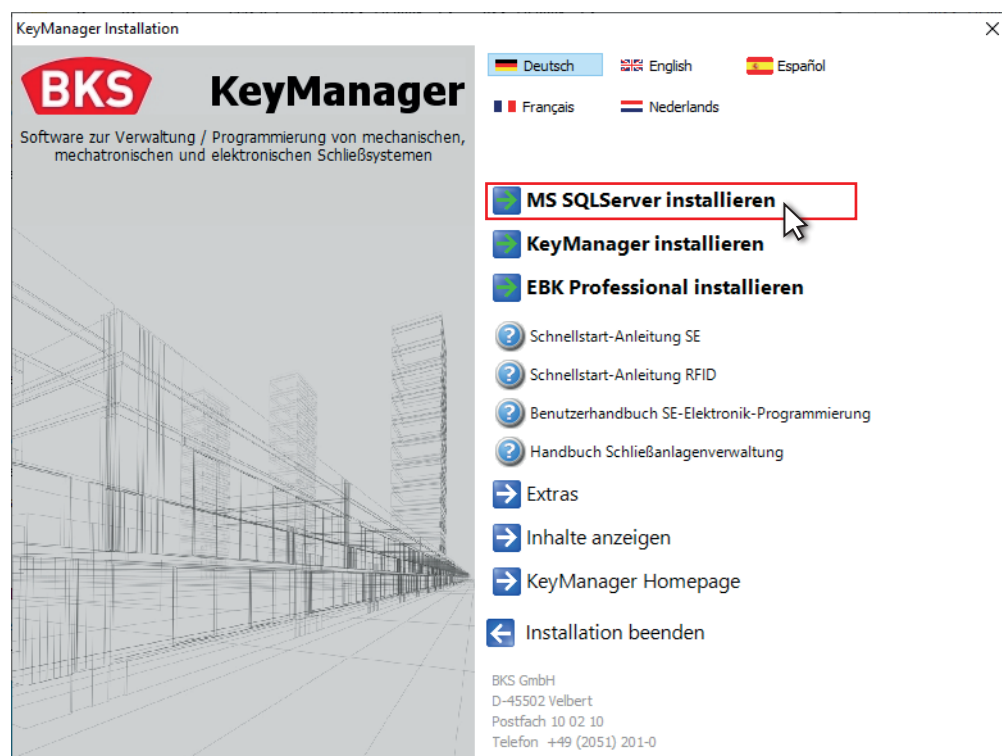 KeyManager Installation
BKS
KeyManager
Software zur Verwaltung / Programmierung von mechanischen,
mechatronischen und elektronischen Schließsystemen
Deutsch
English
Español
Français
Nederlands
MS SQLServer installieren
KeyManager installieren
EBK Professional installieren
Schnellstart-Anleitung SE
Schnellstart-Anleitung RFID
Benutzerhandbuch SE-Elektronik-Programmierung
Handbuch Schließanlagenverwaltung
Extras
Inhalte anzeigen
KeyManager Homepage
Installation beenden
BKS GmbH
D-45502 Velbert
Postfach 10 02 10
Telefon +49 (2051) 201-0